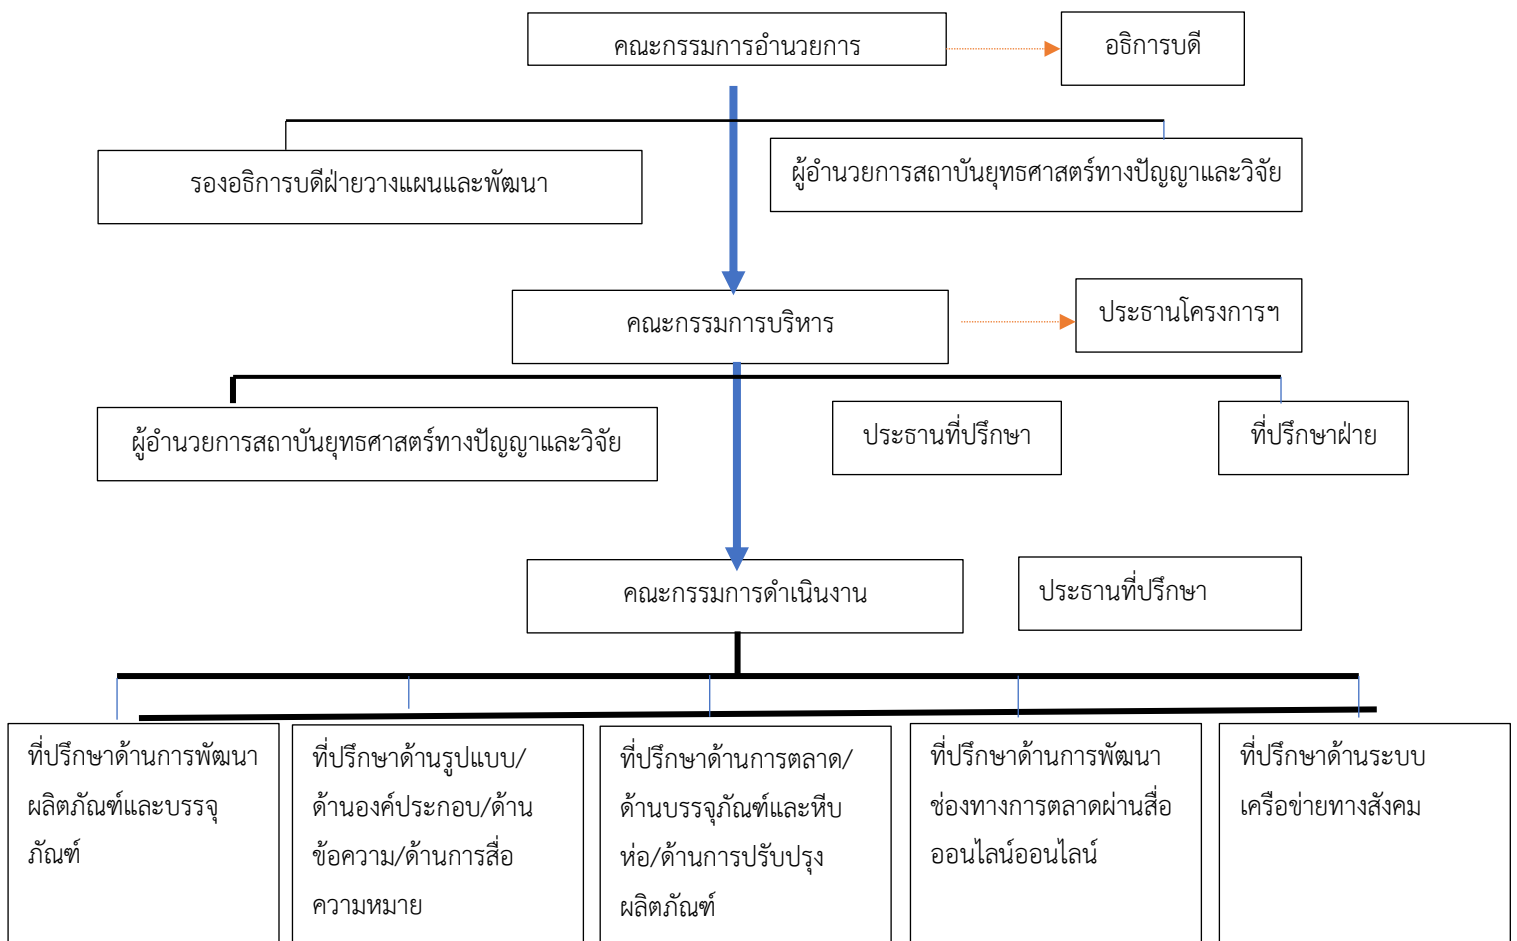 คณะกรรมการอำนวยการ
อธิการบดี
รองอธิการบดีฝ่ายวางแผนและพัฒนา
ผู้อำนวยการสถาบันยุทธศาสตร์ทางปัญญาและวิจัย
คณะกรรมการบริหาร
ประธานโครงการฯ
ผู้อำนวยการสถาบันยุทธศาสตร์ทางปัญญาและวิจัย
ประธานที่ปรึกษา
ที่ปรึกษาฝ่าย
คณะกรรมการดำเนินงาน
ประธานที่ปรึกษา
ที่ปรึกษาด้านการพัฒนา
ผลิตภัณฑ์และบรรจุ
ภัณฑ์
ที่ปรึกษาด้านรูปแบบ/
ด้านองค์ประกอบ/ด้าน
ข้อความ/ด้านการสื่อ
ความหมาย
ที่ปรึกษาด้านการตลาด/
ด้านบรรจุภัณฑ์และหีบ
ห่อ/ด้านการปรับปรุง
ผลิตภัณฑ์
ที่ปรึกษาด้านการพัฒนา
ช่องทางการตลาดผ่านสื่อ
ออนไลน์ออนไลน์
ที่ปรึกษาด้านระบบ
เครือข่ายทางสังคม